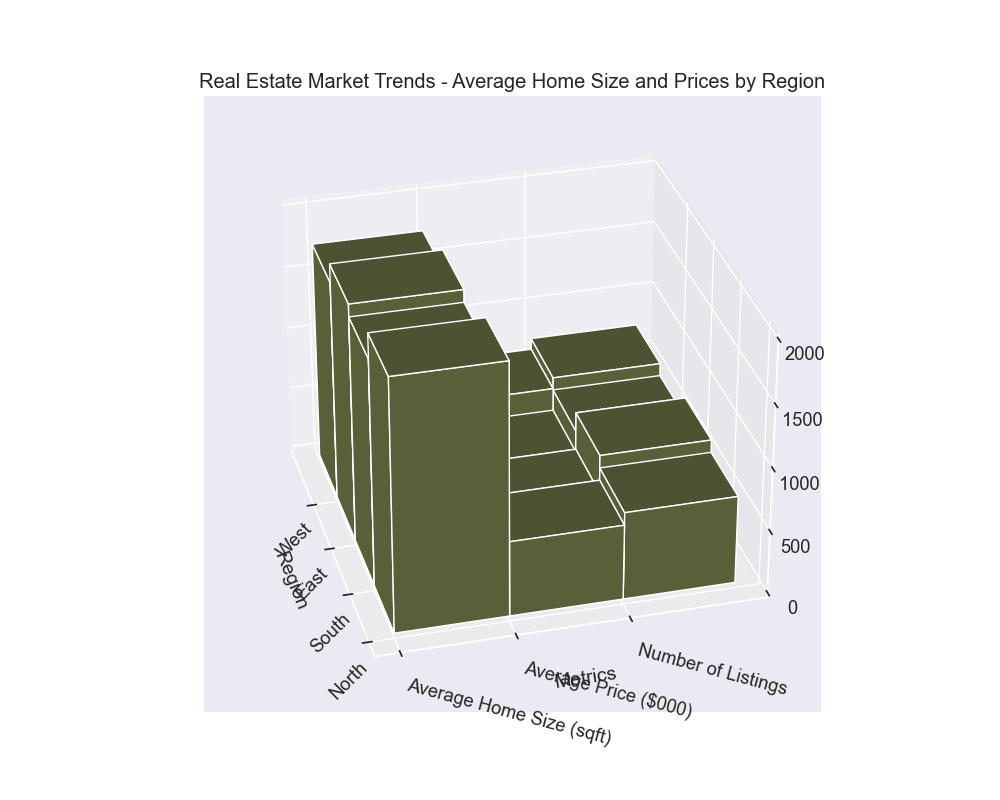 Real Estate Market Trends - Average Home Size and Prices by Region
2000
1500
1000
500
0
West
East
South
North
Region
Average Home Size (sqft)
Average Price ($000)
Number of Listings
Metrics